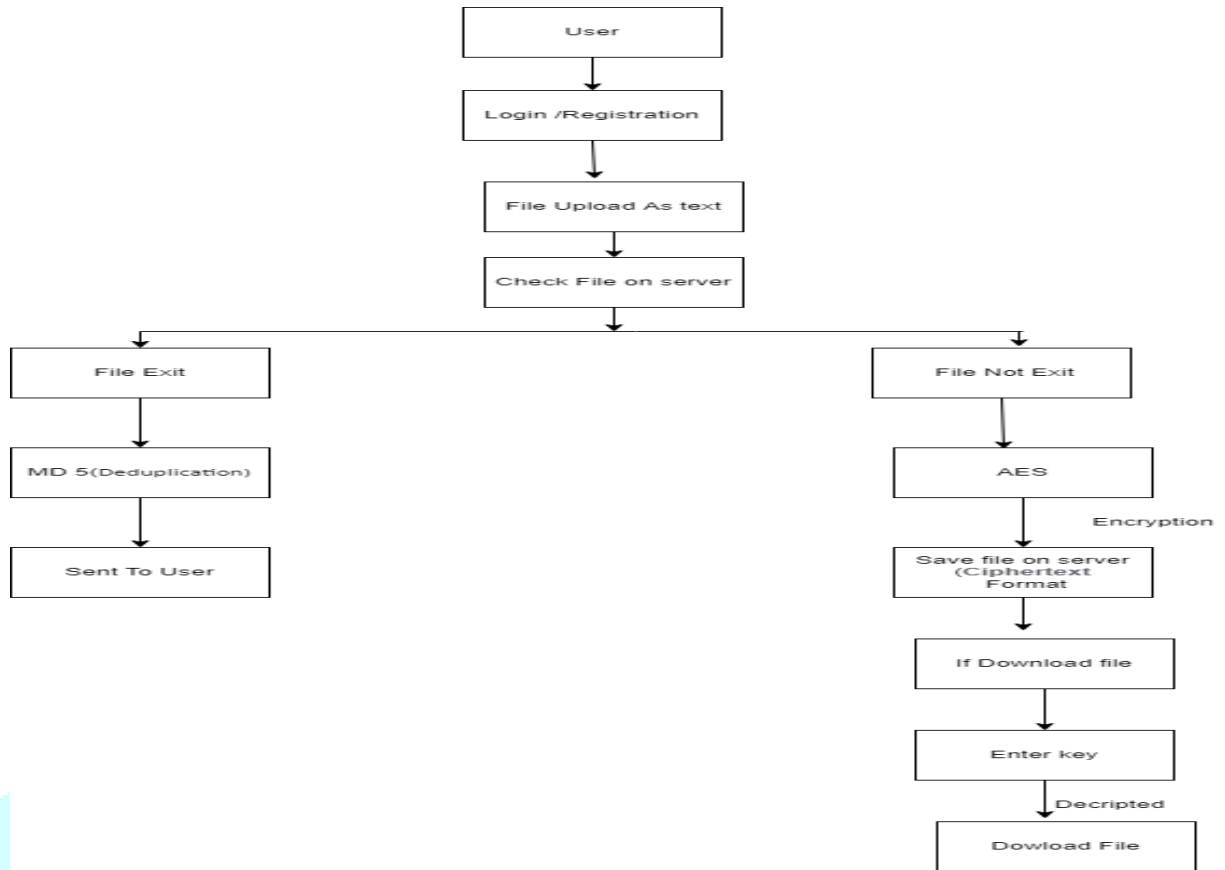 User
Login /Registration
File Upload As text
Check File on server
File Exit
File Not Exit
MD 5(Deduplication)
AES
Encryption
Sent To User
Save file on server
(Ciphertext
Format
If Download file
Enter key
Decripted
Dowload File